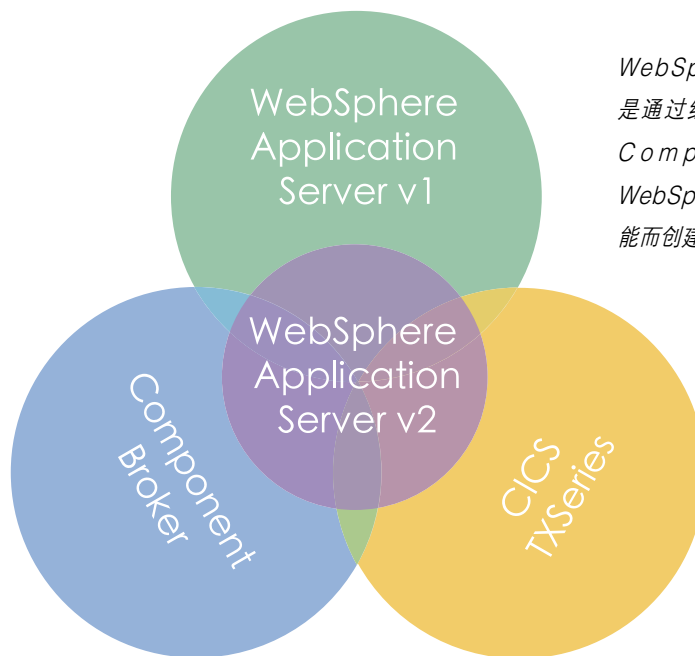 WebSphere
Application
Server v1
WebSphere
Application
Server v2
Component
Broker
CICS
TXSeries
WebSp
是通过
Comp
WebSp
能而创建